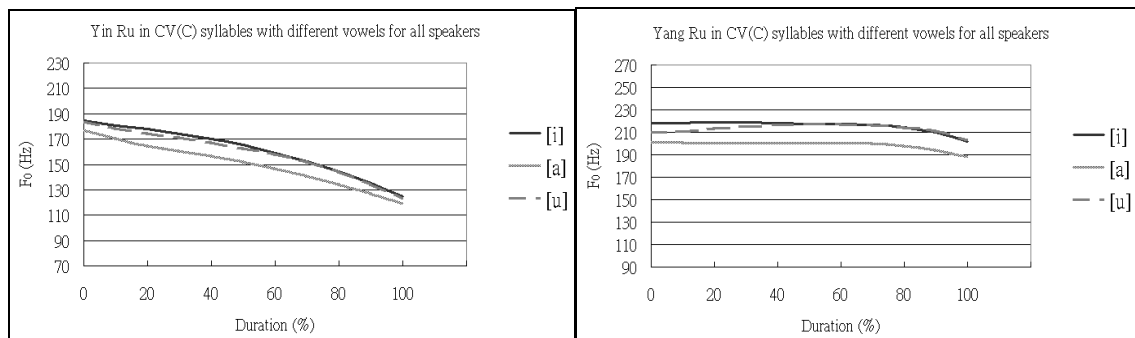 Yin Ru in CV(C) syllables with different vowels for all speakers
230
210
190
170
150
130
110
90
70
F0 (Hz)
0 20 40 60 80 100
Duration (%)
[i]
[a]
[u]
Yang Ru in CV(C) syllables with different vowels for all speakers
270
250
230
210
190
170
150
130
110
90
F0 (Hz)
0 20 40 60 80 100
Duration (%)
[i]
[a]
[u]